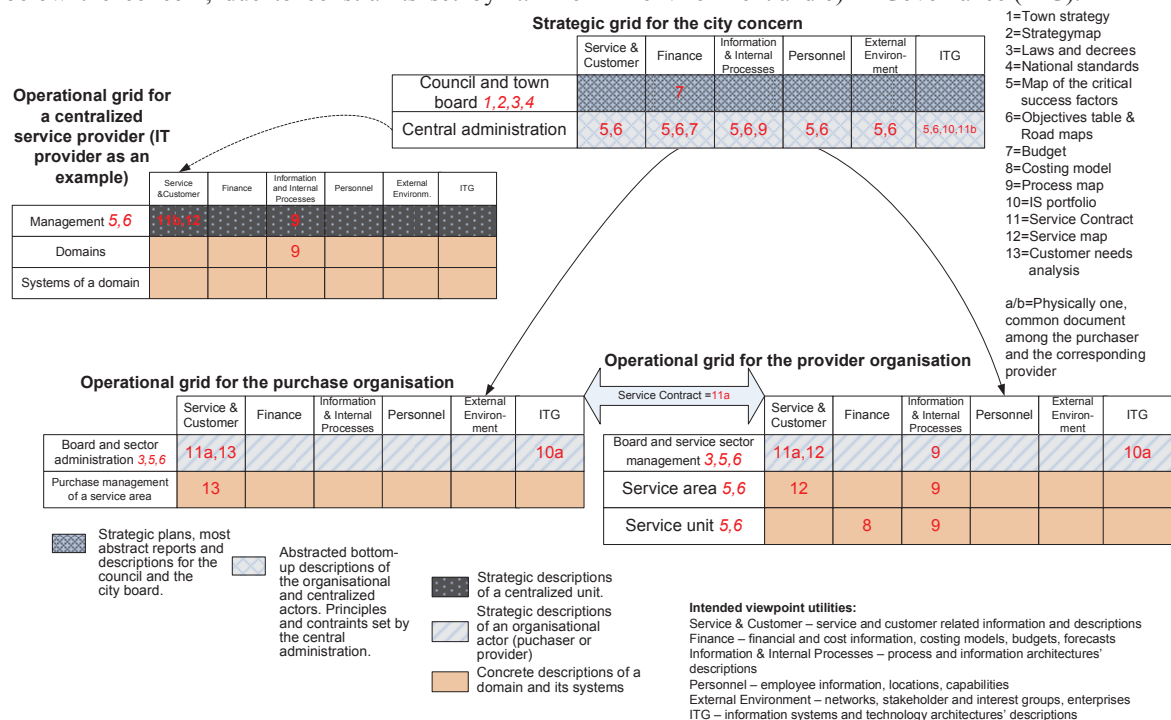 Strategic grid for the city concern
Service &
Customer
Finance
Information
& Internal
Processes
Personnel
External
Environ-
ment
ITG
Council and town
board 1,2,3,4
7
Central administration
5,6
5,6,7
5,6,9
5,6
5,6
5,6,10,11b
1=Town strategy
2=Strategymap
3=Laws and decrees
4=National standards
5=Map of the critical
success factors
6=Objectives table &
Road maps
7=Budget
8=Costing model
9=Process map
10=IS portfolio
11=Service Contract
12=Service map
13=Customer needs
analysis
a/b=Physically one,
common document
among the purchaser
and the corresponding
provider
Operational grid for
a centralized
service provider (IT
provider as an
example)
Service
&Customer
Finance
Information
and Internal
Processes
Personnel
External
Environm.
ITG
Management 5,6
11b,12
9
Domains
9
Systems of a domain
Operational grid for the purchase organisation
Service &
Customer
Finance
Information
& Internal
Processes
Personnel
External
Environ-
ment
ITG
Board and sector
administration 3,5,6
11a,13
10a
Purchase management
of a service area
13
Service Contract =11a
Operational grid for the provider organisation
Service &
Customer
Finance
Information
& Internal
Processes
Personnel
External
Environ-
ment
ITG
Board and service sector
management 3,5,6
11a,12
9
10a
Service area 5,6
12
9
Service unit 5,6
8
9
Strategic plans, most
abstract reports and
descriptions for the
council and the
city board.
Abstracted bottom-
up descriptions of
the organisational
and centralized
actors. Principles
and contraints set by
the central
administration.
Strategic descriptions
of a centralized unit.
Strategic descriptions
of an organisational
actor (puchaser or
provider)
Concrete descriptions of a
domain and its systems
Intended viewpoint utilities:
Service & Customer – service and customer related information and descriptions
Finance – financial and cost information, costing models, budgets, forecasts
Information & Internal Processes – process and information architectures'
descriptions
Personnel – employee information, locations, capabilities
External Environment – networks, stakeholder and interest groups, enterprises
ITG – information systems and technology architectures' descriptions